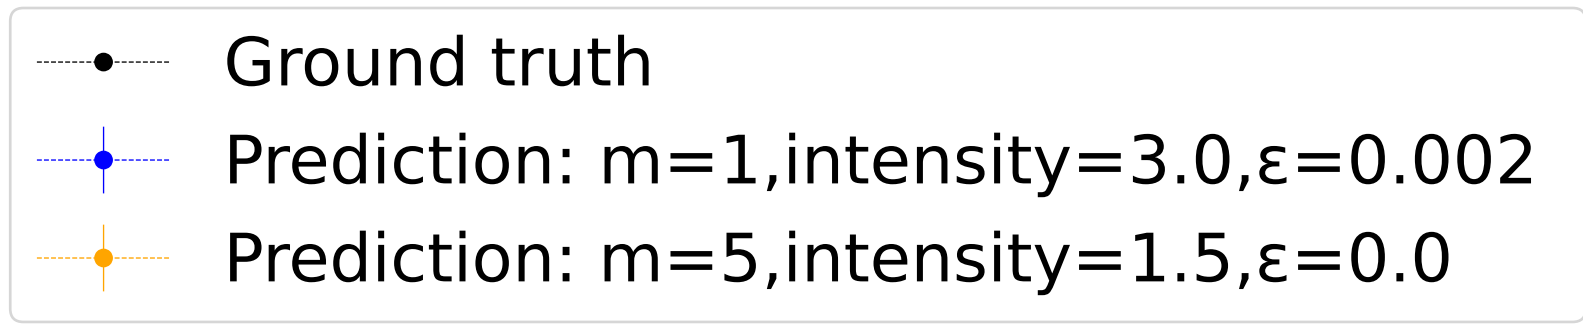 Ground truth
Prediction: m=1,intensity=3.0,ε=0.002
Prediction: m=5,intensity=1.5,ε=0.0